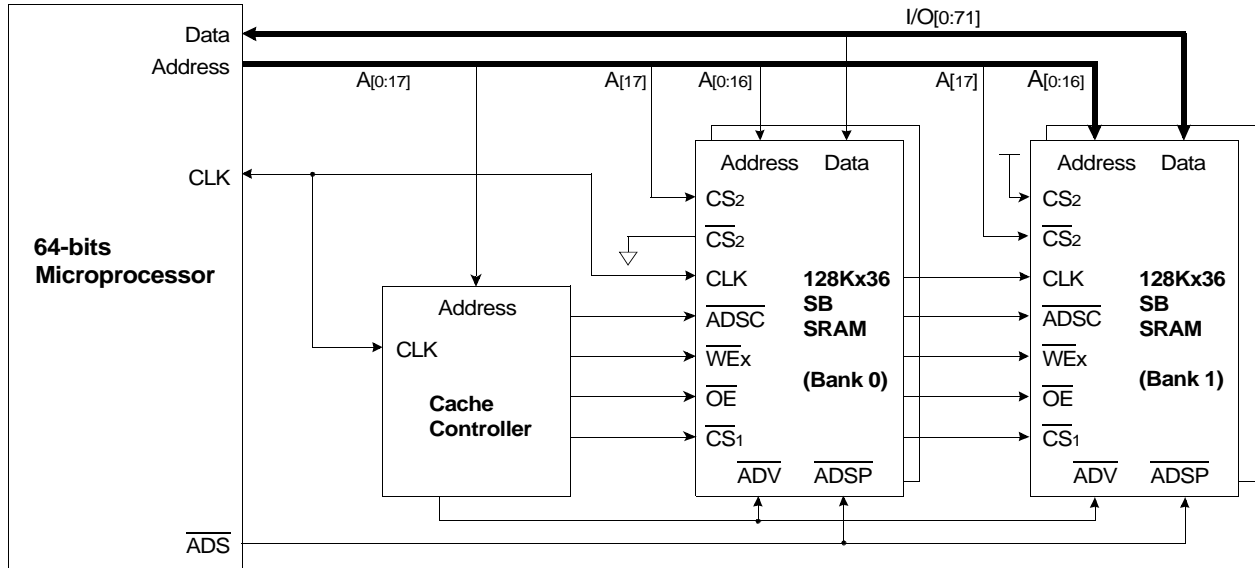 I/O[0:71]
Data
Address
A[0:17]
A[17]
A[0:16]
A[17]
A[0:16]
CLK
64-bits
Microprocessor
ADS
Address
CLK
Cache
Controller
Address Data
CS2
CS2
CLK
ADSC
WEx
OE
CS1
128Kx36
SB
SRAM
(Bank 0)
ADV ADSP
Address Data
CS2
CS2
CLK
ADSC
WEx
OE
CS1
128Kx36
SB
SRAM
(Bank 1)
ADV ADSP